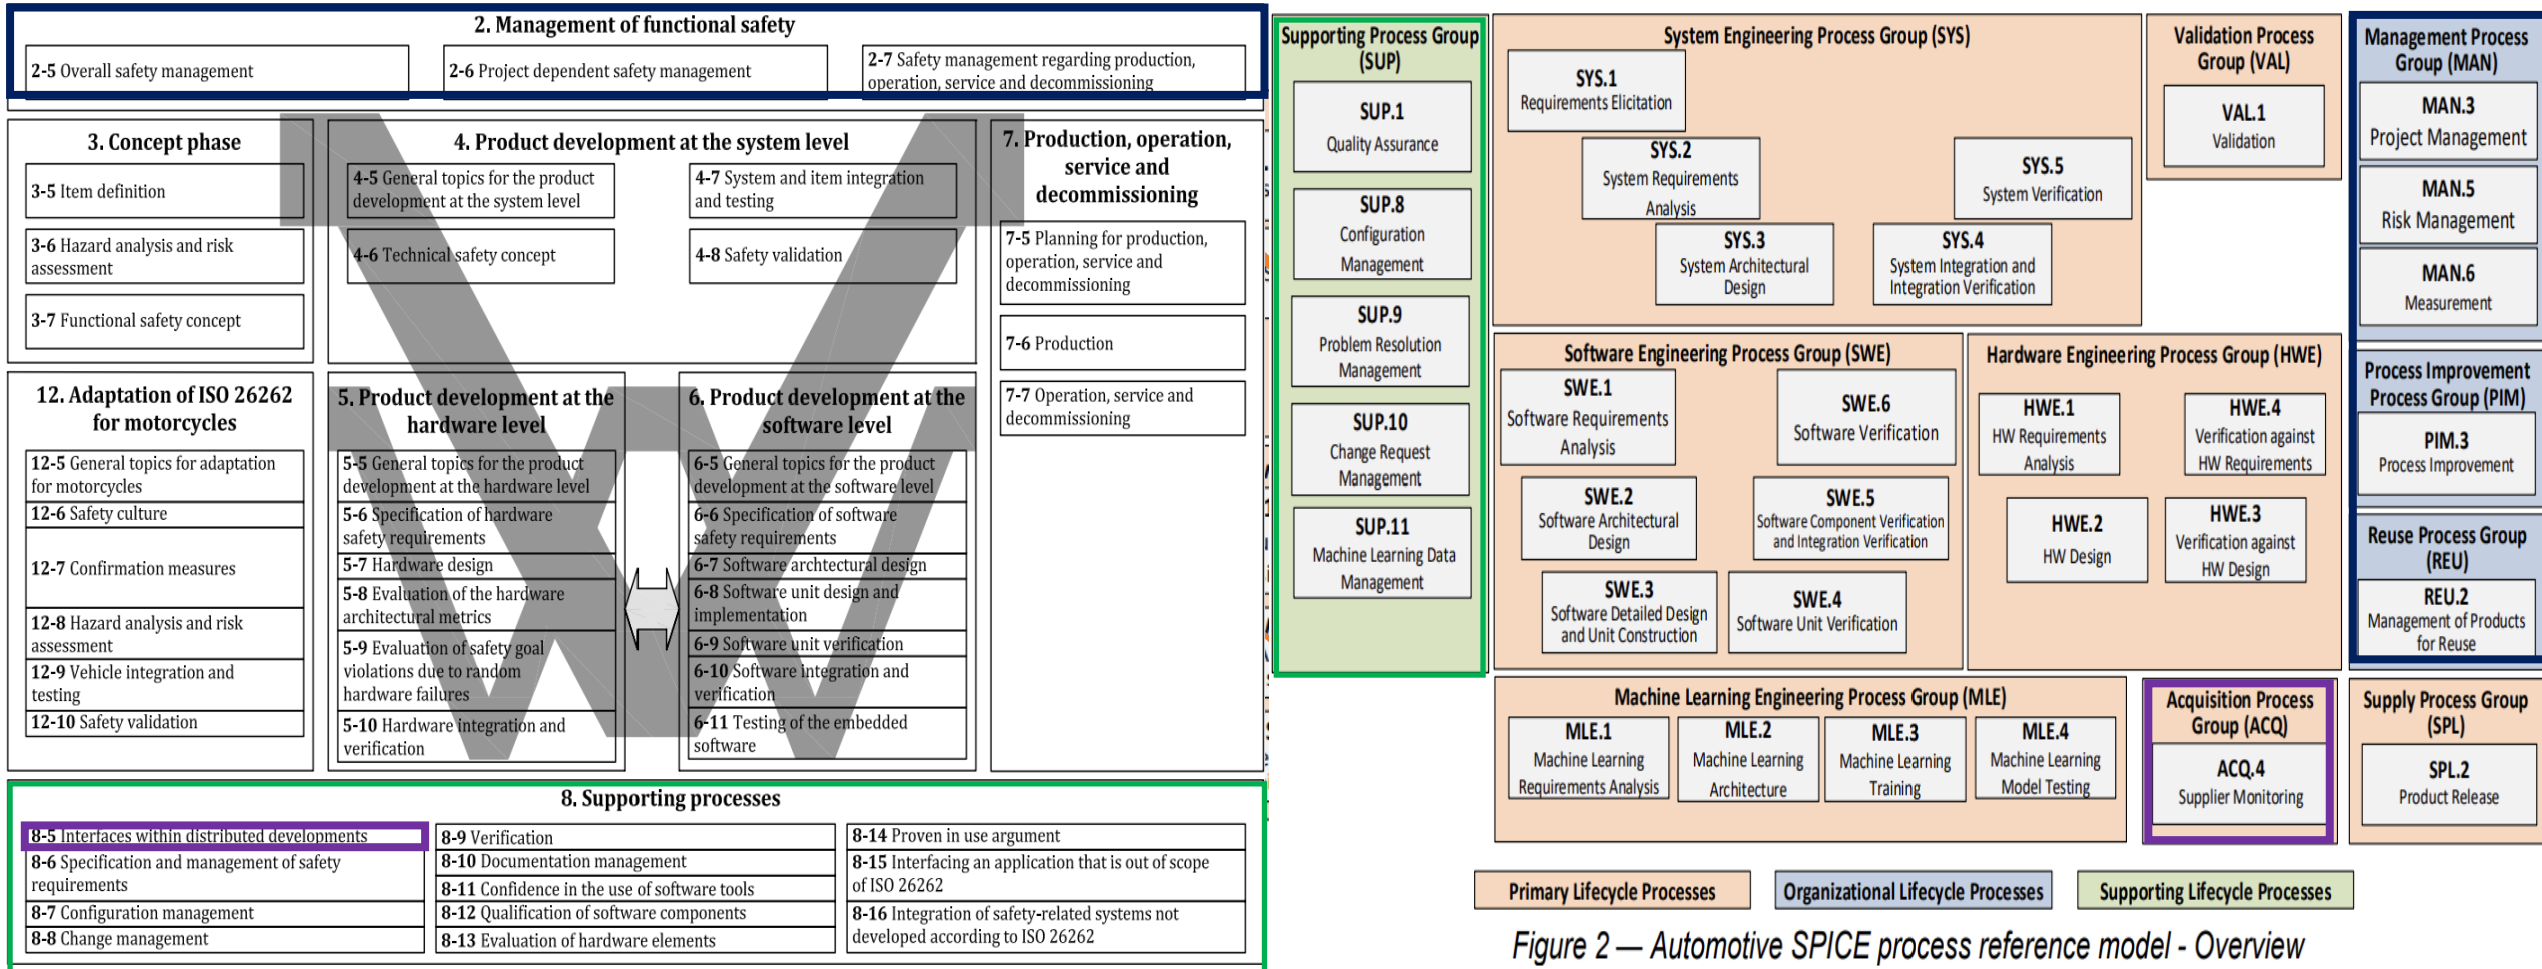 2. Management of functional safety
2-5 Overall safety management
2-6 Project dependent safety management
2-7 Safety management regarding production,
operation, service and decommissioning
3. Concept phase
3-5 Item definition
3-6 Hazard analysis and risk
assessment
3-7 Functional safety concept
4. Product development at the system level
4-5 General topics for the product
development at the system level
4-6 Technical safety concept
4-7 System and item integration
and testing
4-8 Safety validation
7. Production, operation,
service and
decommissioning
7-5 Planning for production,
operation, service and
decommissioning
7-6 Production
7-7 Operation, service and
decommissioning
12. Adaptation of ISO 26262
for motorcycles
12-5 General topics for adaptation
for motorcycles
12-6 Safety culture
12-7 Confirmation measures
12-8 Hazard analysis and risk
assessment
12-9 Vehicle integration and
testing
12-10 Safety validation
5. Product development at the
hardware level
5-5 General topics for the product
development at the hardware level
5-6 Specification of hardware
safety requirements
5-7 Hardware design
5-8 Evaluation of the hardware
architectural metrics
5-9 Evaluation of safety goal
violations due to random
hardware failures
5-10 Hardware integration and
verification
6. Product development at the
software level
6-5 General topics for the product
development at the software level
6-6 Specification of software
safety requirements
6-7 Software archtectural design
6-8 Software unit design and
implementation
6-9 Software unit verification
6-10 Software integration and
verification
6-11 Testing of the embedded
software
8. Supporting processes
8-5 Interfaces within distributed developments
8-6 Specification and management of safety
requirements
8-7 Configuration management
8-8 Change management
8-9 Verification
8-10 Documentation management
8-11 Confidence in the use of software tools
8-12 Qualification of software components
8-13 Evaluation of hardware elements
8-14 Proven in use argument
8-15 Interfacing an application that is out of scope
of ISO 26262
8-16 Integration of safety-related systems not
developed according to ISO 26262
Supporting Process Group
(SUP)
SUP.1
Quality Assurance
SUP.8
Configuration
Management
SUP.9
Problem Resolution
Management
SUP.10
Change Request
Management
SUP.11
Machine Learning Data
Management
System Engineering Process Group (SYS)
SYS.1
Requirements Elicitation
SYS.2
System Requirements
Analysis
SYS.3
System Architectural
Design
SYS.4
System Integration and
Integration Verification
SYS.5
System Verification
Validation Process
Group (VAL)
VAL.1
Validation
Management Process
Group (MAN)
MAN.3
Project Management
MAN.5
Risk Management
MAN.6
Measurement
Software Engineering Process Group (SWE)
SWE.1
Software Requirements
Analysis
SWE.2
Software Architectural
Design
SWE.3
Software Detailed Design
and Unit Construction
SWE.4
Software Unit Verification
SWE.5
Software Component Verification
and Integration Verification
SWE.6
Software Verification
Hardware Engineering Process Group (HWE)
HWE.1
HW Requirements
Analysis
HWE.2
HW Design
HWE.3
Verification against
HW Design
HWE.4
Verification against
HW Requirements
Process Improvement
Process Group (PIM)
PIM.3
Process Improvement
Reuse Process Group
(REU)
REU.2
Management of Products
for Reuse
Machine Learning Engineering Process Group (MLE)
MLE.1
Machine Learning
Requirements Analysis
MLE.2
Machine Learning
Architecture
MLE.3
Machine Learning
Training
MLE.4
Machine Learning
Model Testing
Acquisition Process
Group (ACQ)
ACQ.4
Supplier Monitoring
Supply Process Group
(SPL)
SPL.2
Product Release
Primary Lifecycle Processes
Organizational Lifecycle Processes
Supporting Lifecycle Processes
Figure 2 — Automotive SPICE process reference model - Overview